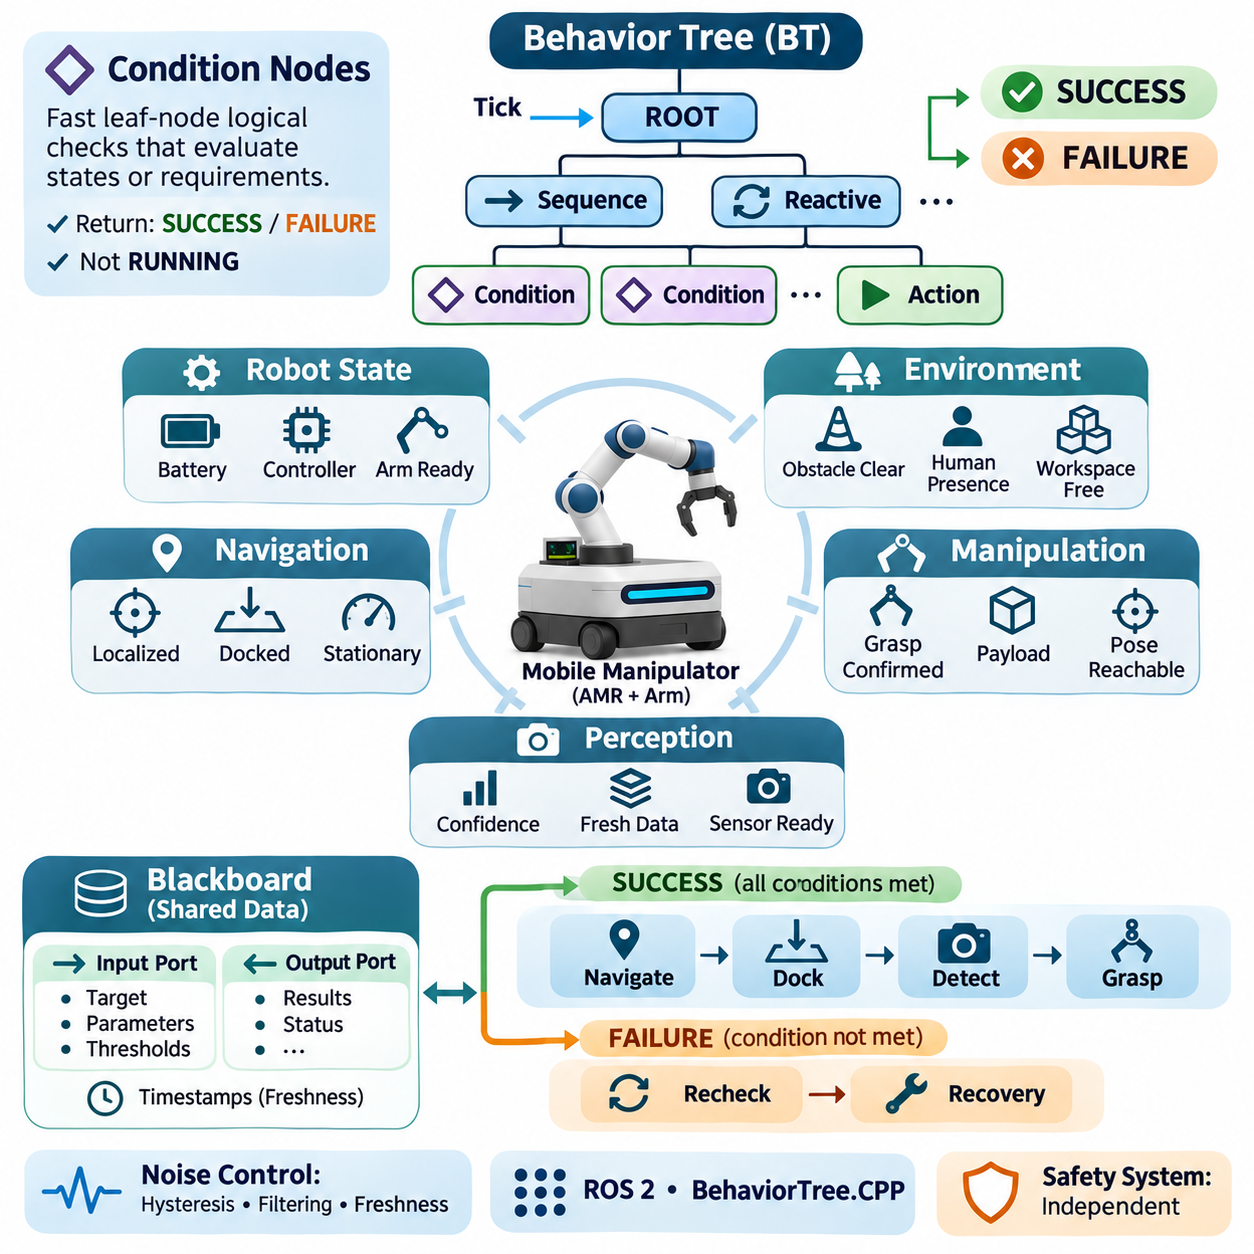 Behavior Tree (BT)
Condition Nodes
Fast leaf-node logical
checks that evaluate
states or requirements.
Return: SUCCESS / FAILURE
Not RUNNING
Tick
ROOT
SUCCESS
FAILURE
Sequence
Reactive
...
Condition
Condition
...
Action
Robot State
Battery
Controller
Arm Ready
Environment
Obstacle Clear
Human
Presence
Workspace
Free
Navigation
Localized
Docked
Stationary
Manipulation
Grasp
Confirmed
Payload
Pose
Reachable
Mobile Manipulator
(AMR + Arm)
Perception
Confidence
Fresh Data
Sensor Ready
Blackboard
(Shared Data)
Input Port
• Target
• Parameters
• Thresholds
Output Port
• Results
• Status
• ...
Timestamps (Freshness)
SUCCESS (all conditions met)
Navigate
Dock
Detect
Grasp
FAILURE (condition not met)
Recheck
Recovery
Noise Control:
Hysteresis • Filtering • Freshness
ROS 2 • BehaviorTree.CPP
Safety System:
Independent